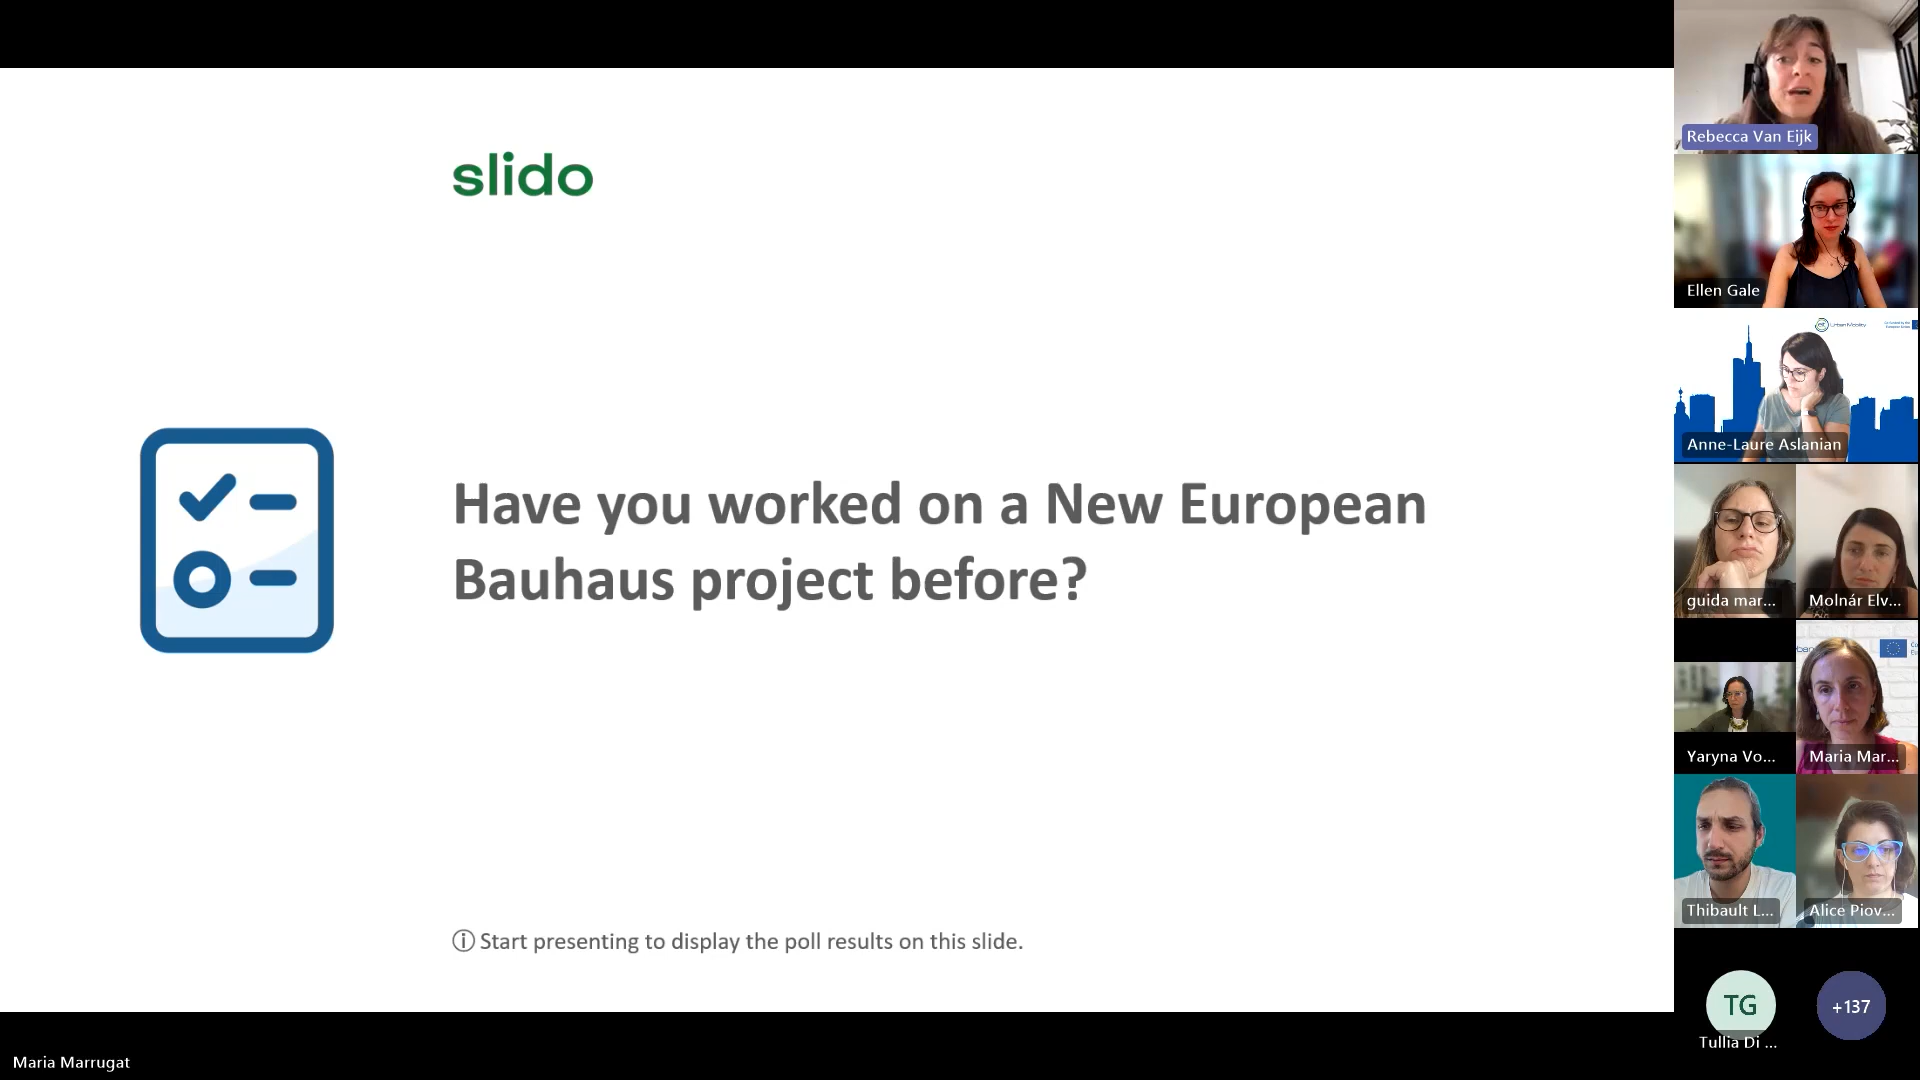 slido
Have you worked on a New European
Bauhaus project before?
ⓘ Start presenting to display the poll results on this slide.
Maria Marrugat
Rebecca Van Eijk
Ellen Gale
Urban Mobility
Anne-Laure Aslanian
guida mar...
Molnár Elv...
Yaryna Vo...
Maria Mar...
Thibault L...
Alice Piov...
TG
+137
Tullia Di ...